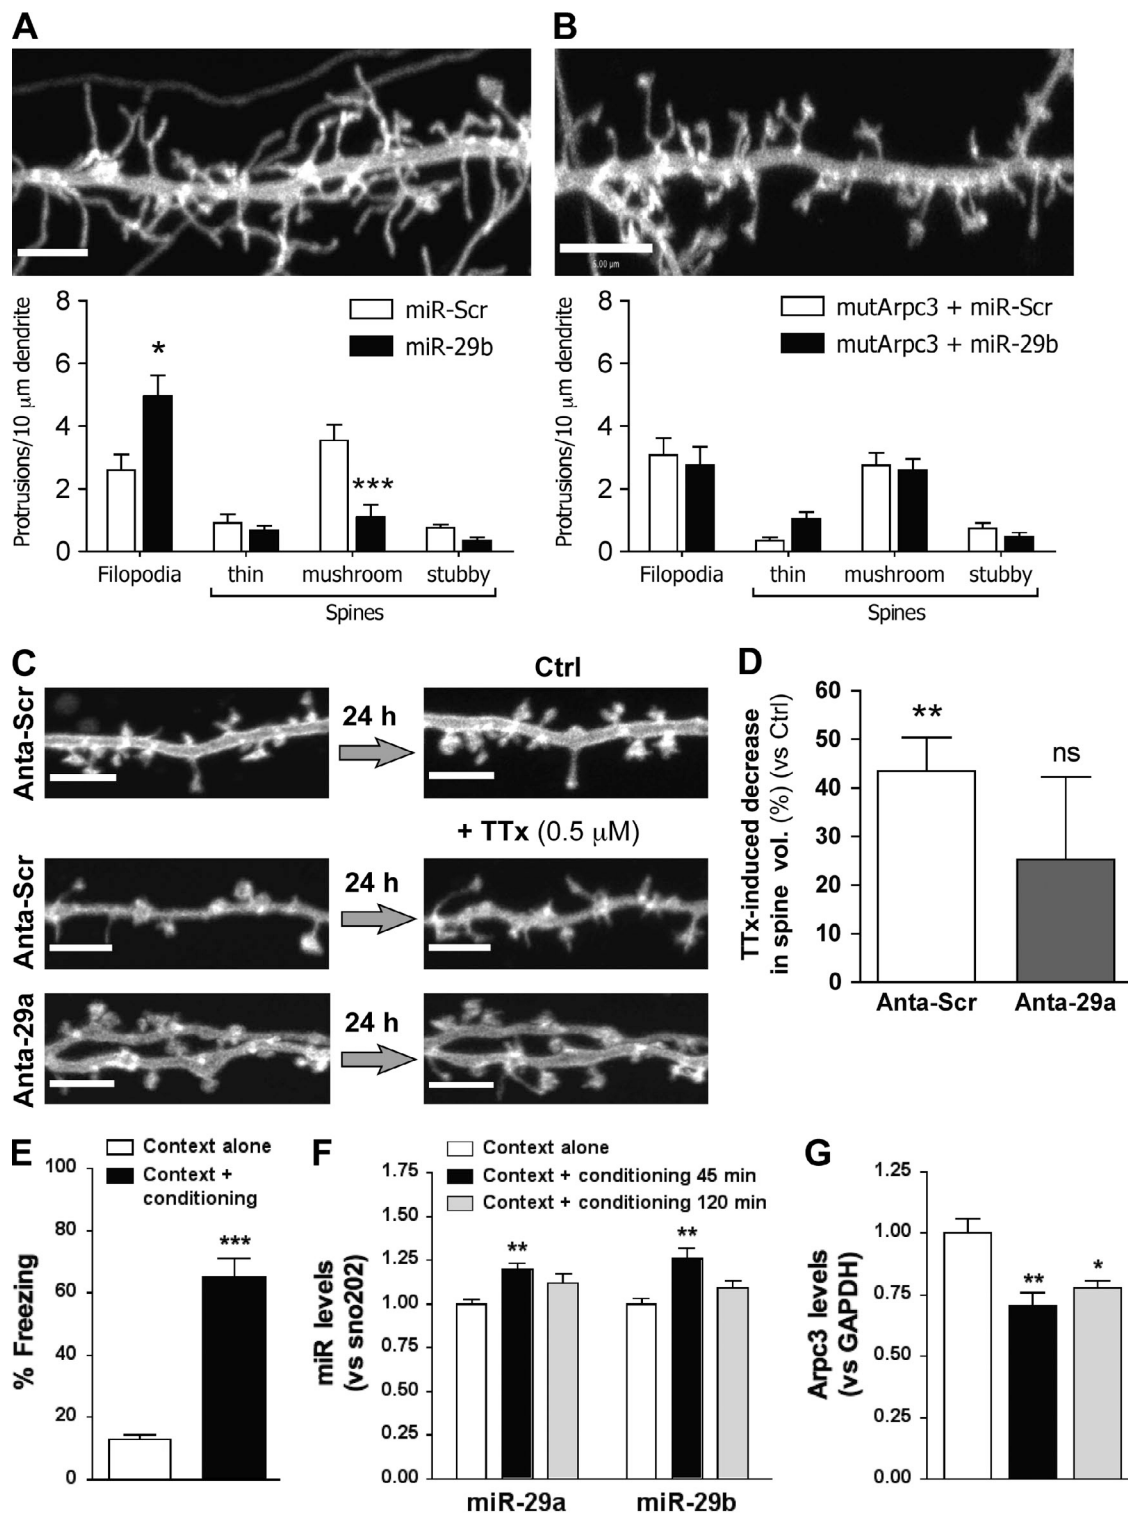 A
B
5.00 µm
8
6
4
2
0
Protrusions/10 µm dendrite
miR-Scr
miR-29b
*
***
Filopodia
thin
mushroom
stubby
Spines
8
6
4
2
0
Protrusions/10 µm dendrite
mutArpc3 + miR-Scr
mutArpc3 + miR-29b
Filopodia
thin
mushroom
stubby
Spines
C
Ctrl
Anta-Scr
24 h
+ TTx (0.5 µM)
Anta-Scr
24 h
Anta-29a
24 h
D
TTx-induced decrease
in spine vol. (%) (vs Ctrl)
60
50
40
30
20
10
0
**
ns
Anta-Scr
Anta-29a
E
Context alone
Context +
conditioning
% Freezing
100
80
60
40
20
0
***
F
Context alone
Context + conditioning 45 min
Context + conditioning 120 min
miR levels
(vs sno202)
1.75
1.50
1.25
1.00
0.75
0.50
0.25
0.00
**
**
miR-29a
miR-29b
G
Arpc3 levels
(vs GAPDH)
1.25
1.00
0.75
0.50
0.25
0.00
**
*